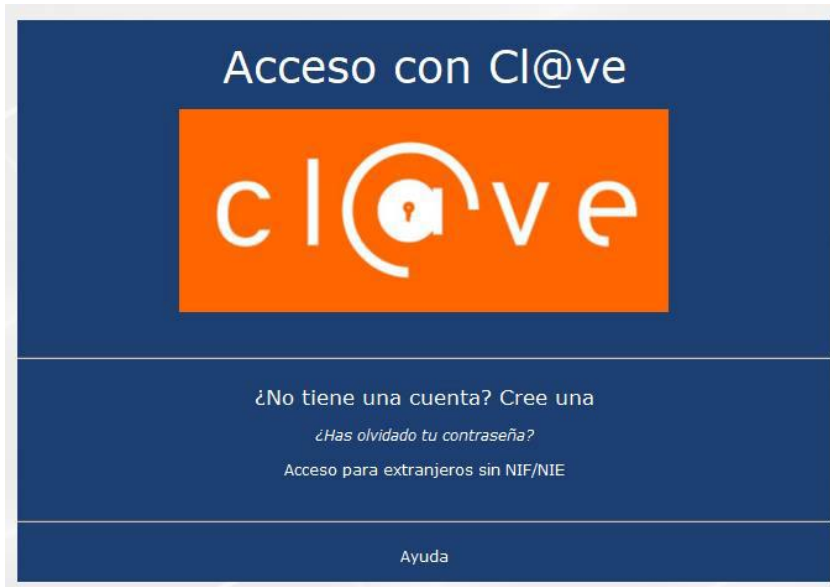 Acceso con Cl@ve
cl@ve
¿No tiene una cuenta? Cree una
¿Has olvidado tu contraseña?
Acceso para extranjeros sin NIF/NIE
Ayuda